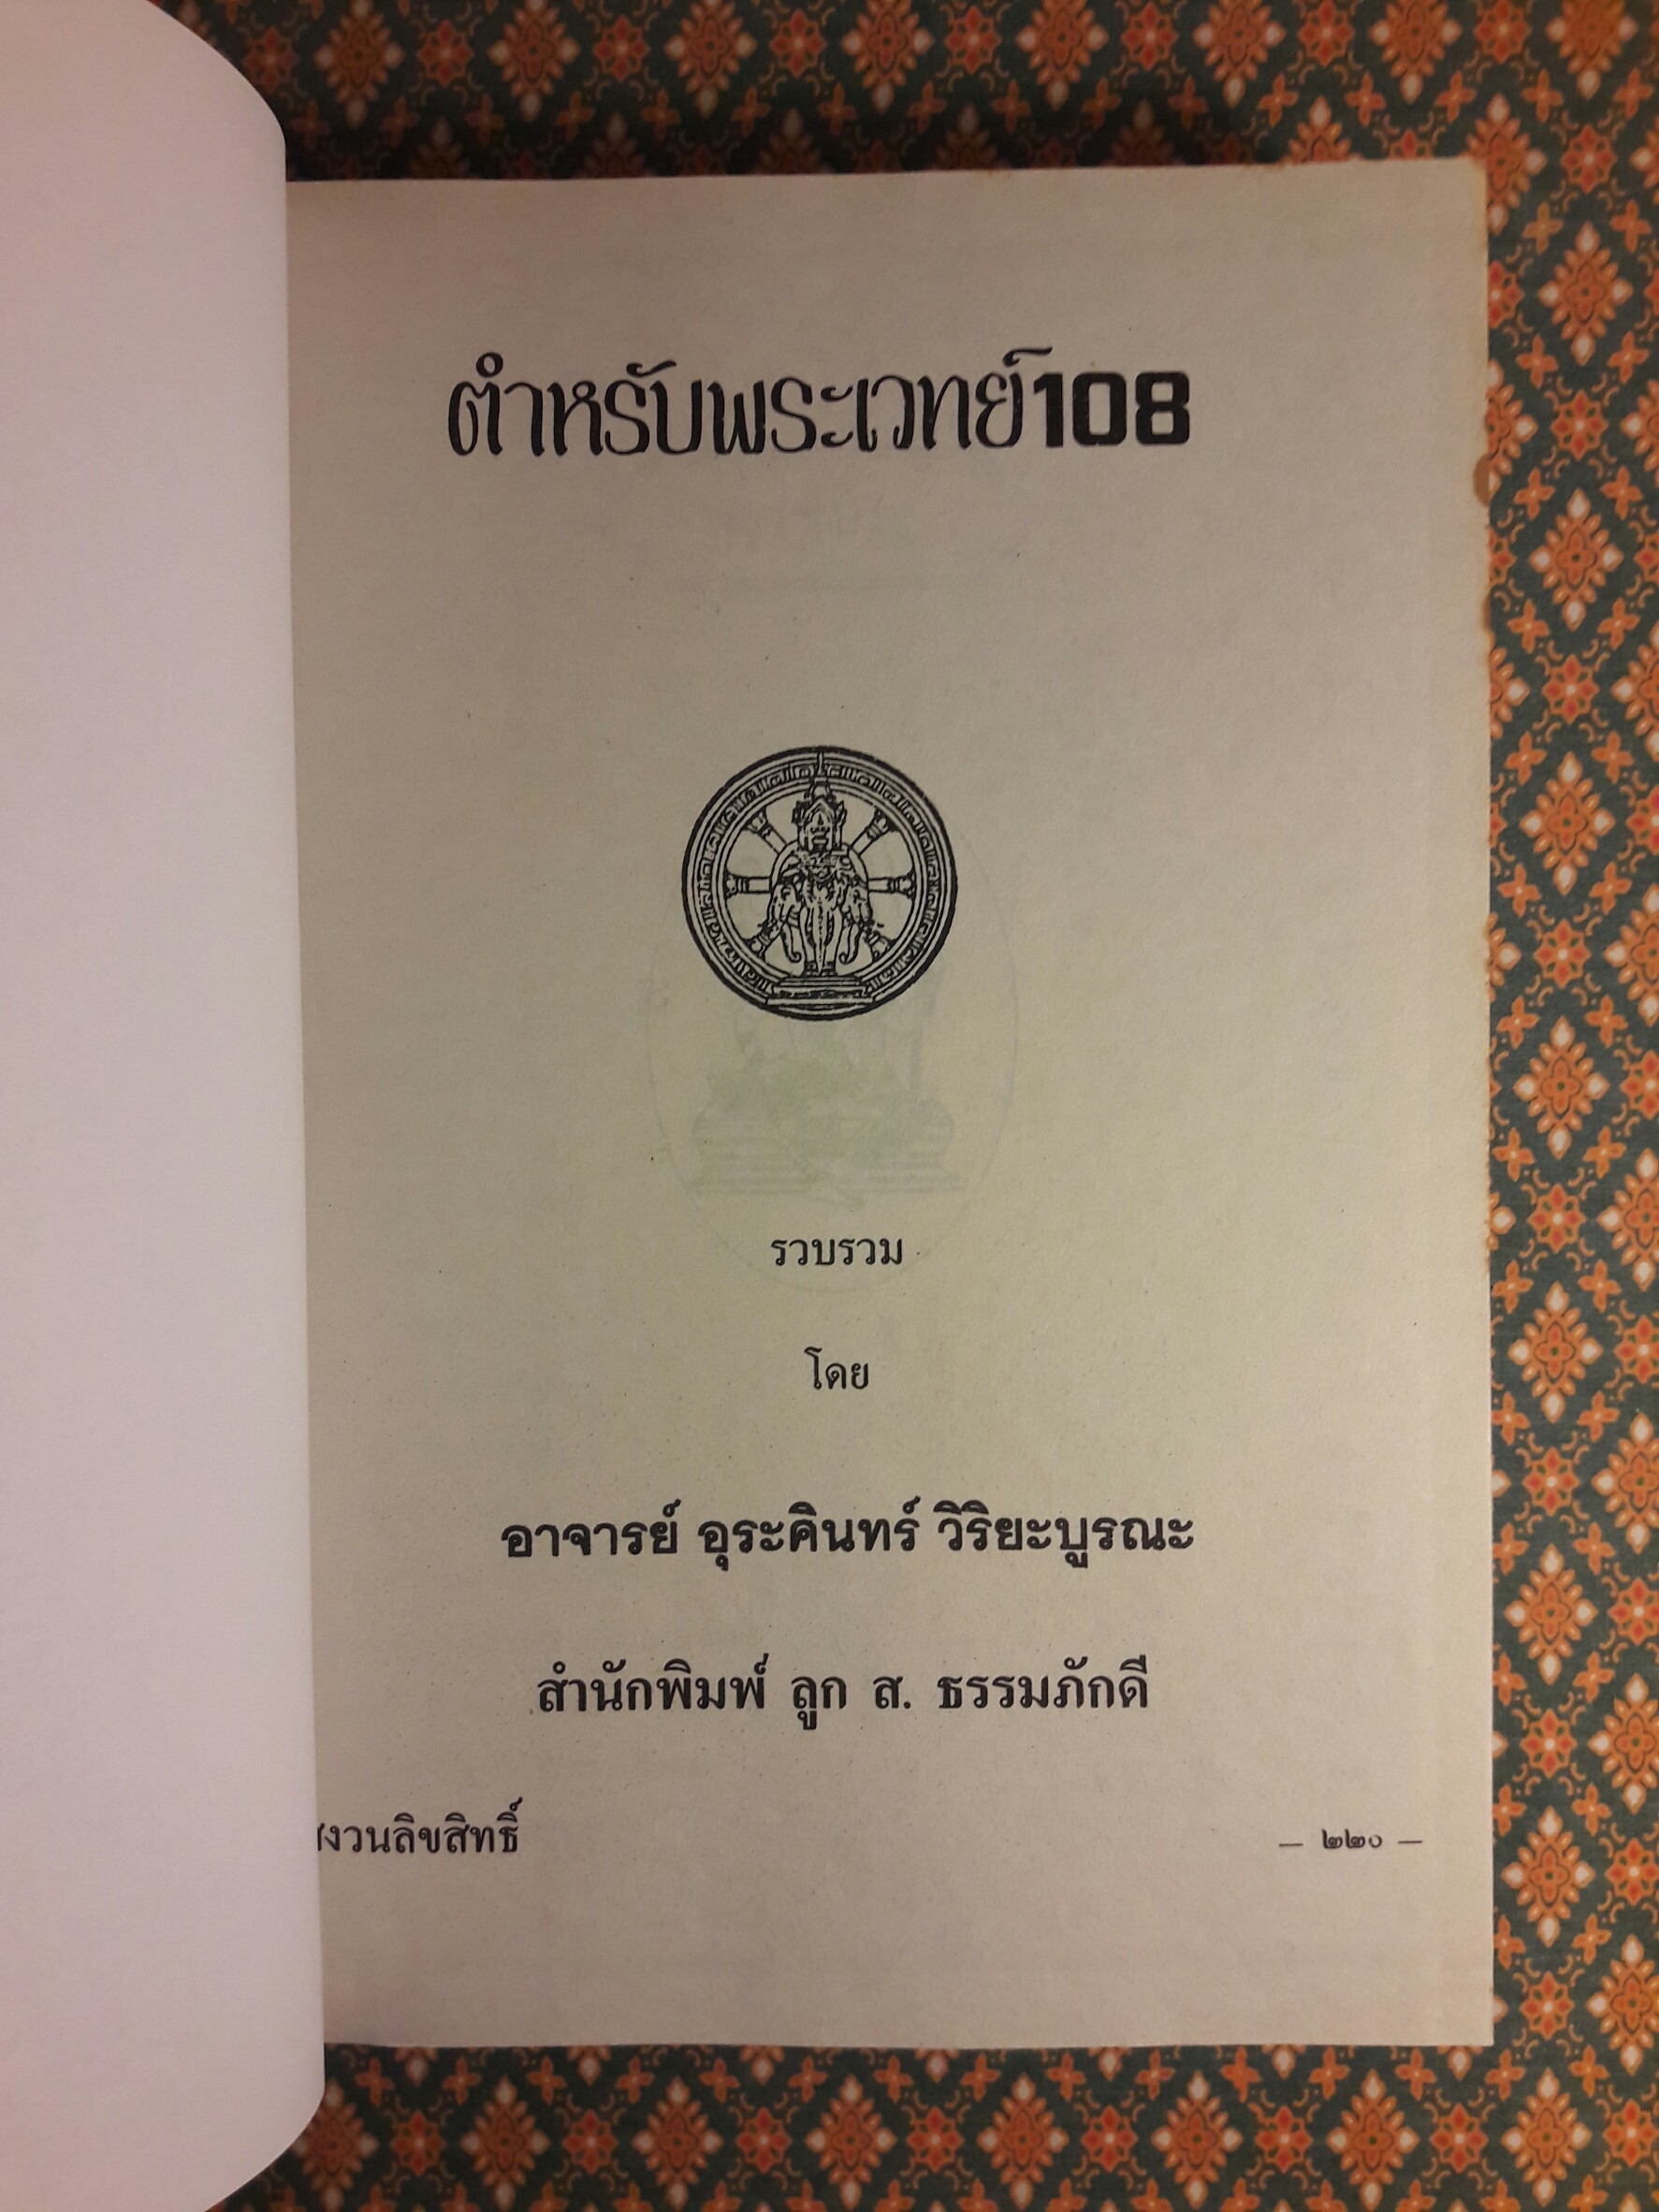 ตำหรับพระเวทย์108
รวบรวม
โดย
อาจารย์ อุระคินทร์ วิริยะบูรณะ
สำนักพิมพ์ ลูก ส. ธรรมภักดี
สงวนลิขสิทธิ์
— ๒๒๐ —